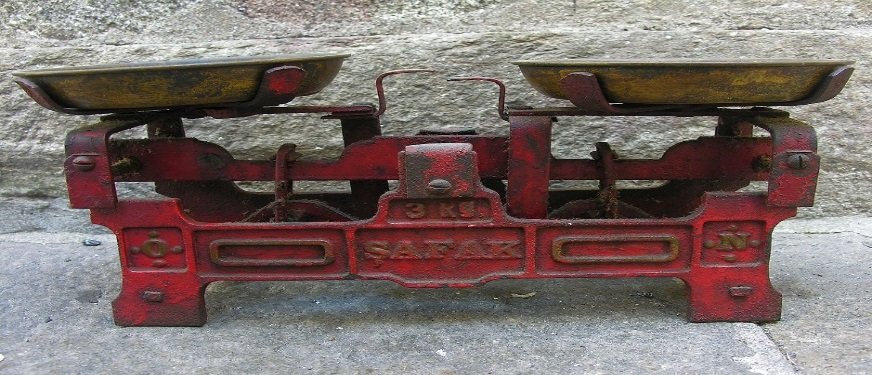 3 KG.
ŞAFAK
Ö N